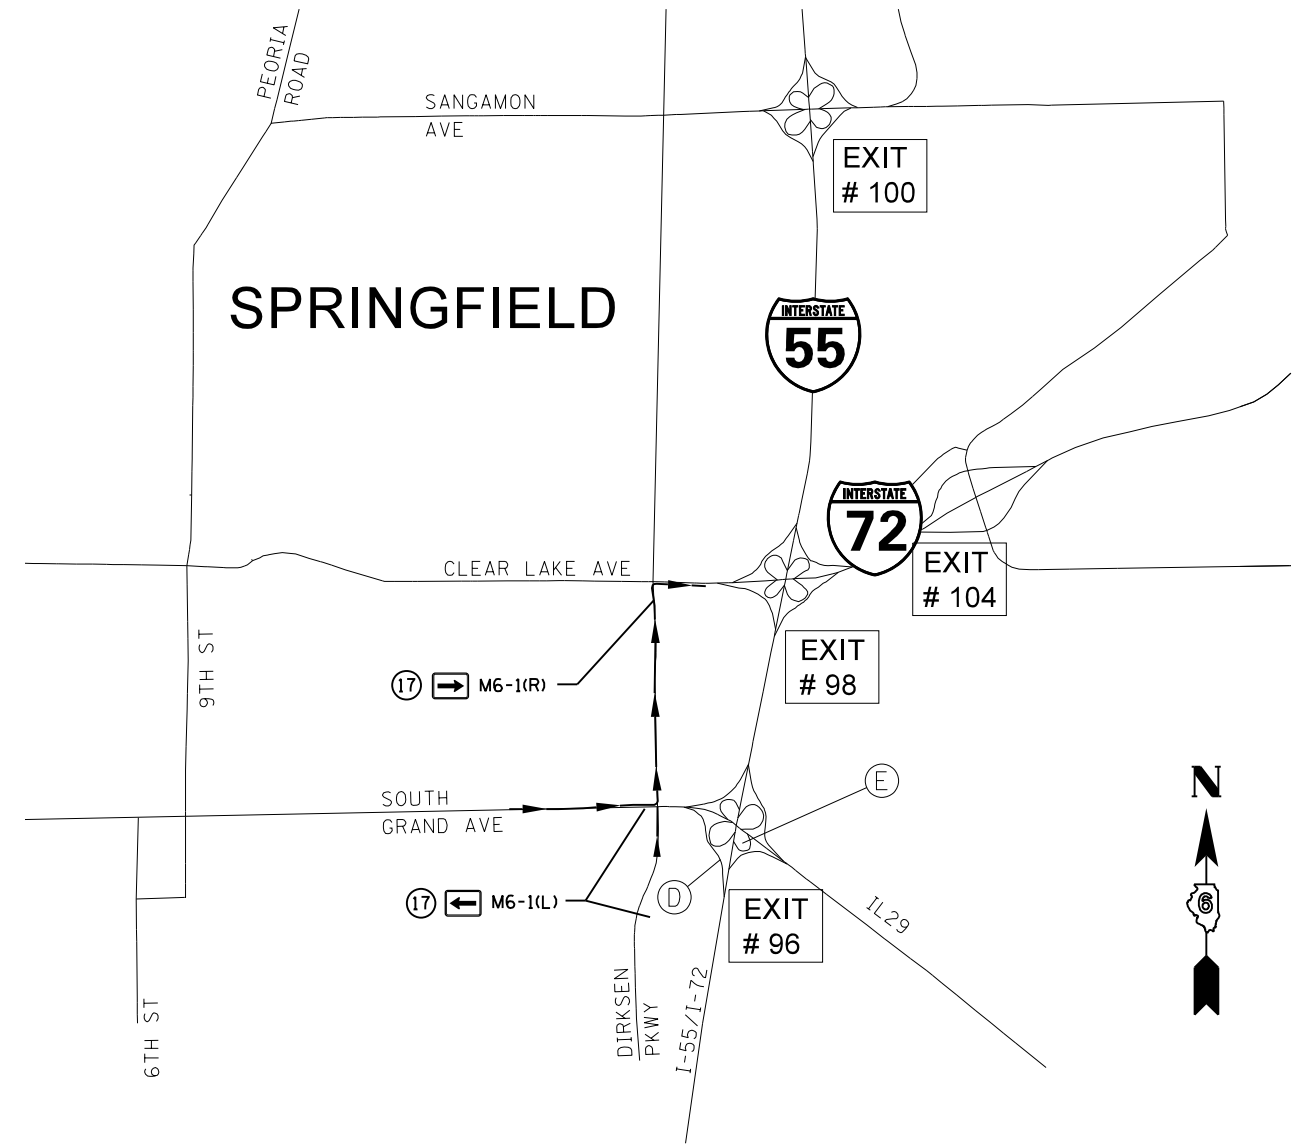 PEORIA
ROAD
SANGAMON
AVE
EXIT
# 100
SPRINGFIELD
INTERSTATE
55
INTERSTATE
72
EXIT
# 104
CLEAR LAKE AVE
9TH ST
EXIT
# 98
17 M6-1(R)
SOUTH
GRAND AVE
E
N
6
17 M6-1(L)
D
EXIT
# 96
IL29
6TH ST
DIRKSEN
PKWY
I-55/I-72